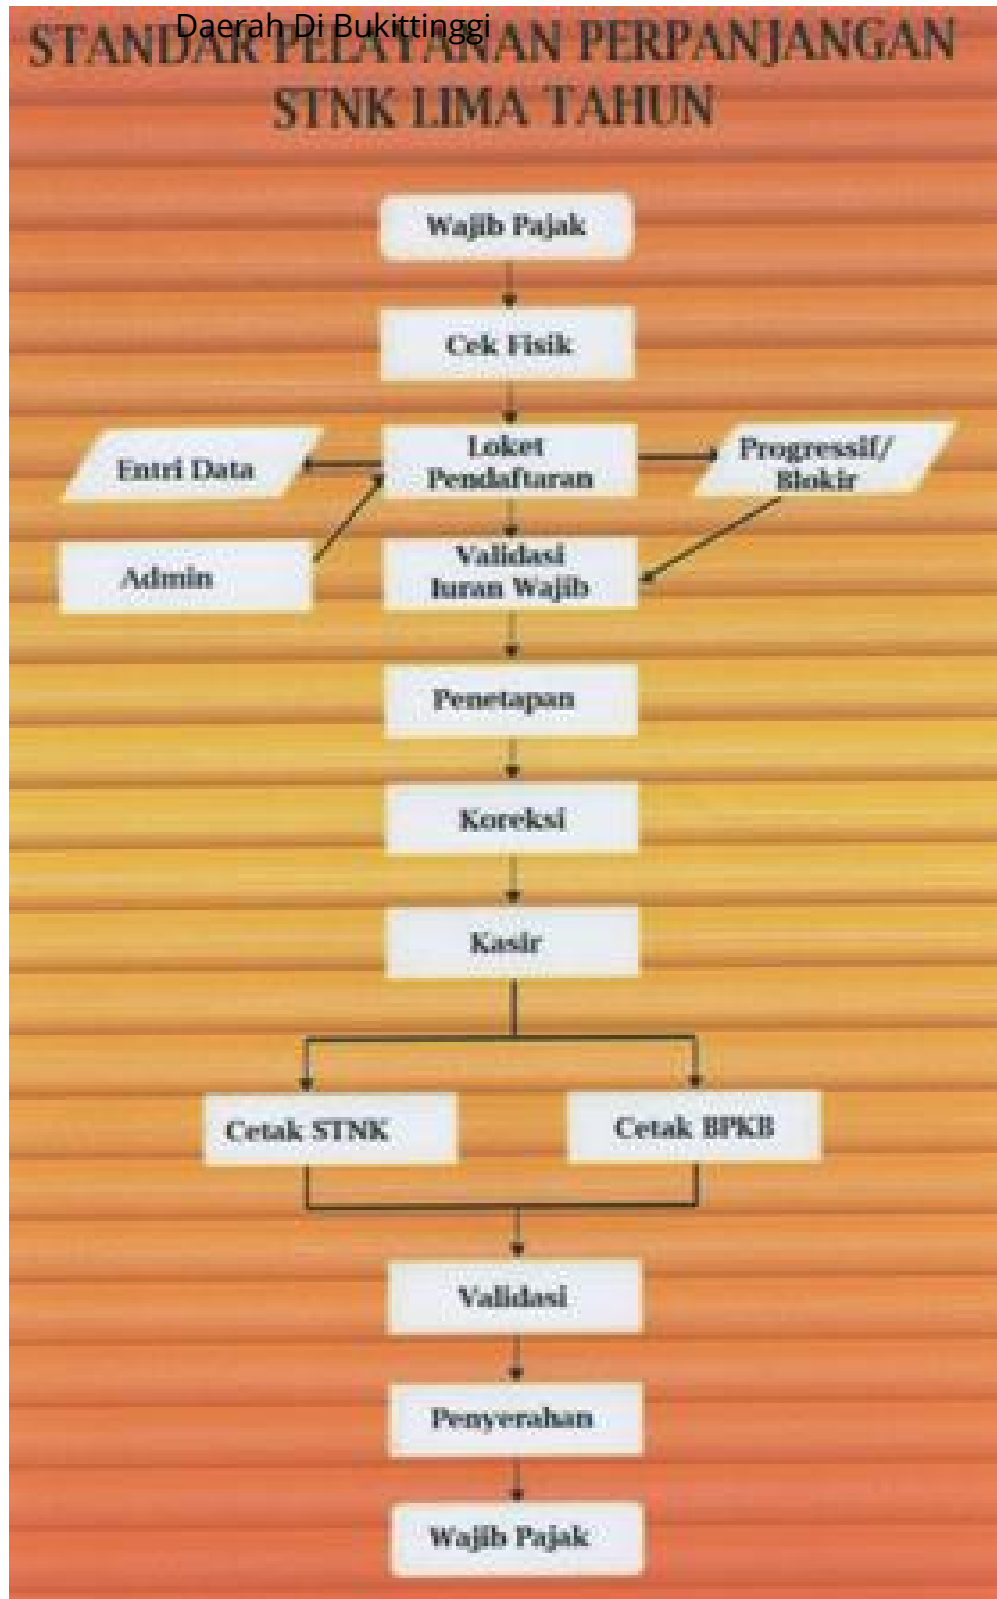 Daerah Di Bukittinggi
STANDAR PELAYANAN PERPANJANGAN
STNK LIMA TAHUN
Wajib Pajak
Cek Fisik
Loket
Pendaftaran
Entri Data
Progressif/
Blokir
Admin
Validasi
Iuran Wajib
Penetapan
Koreksi
Kasir
Cetak STNK
Cetak BPKB
Validasi
Penyerahan
Wajib Pajak